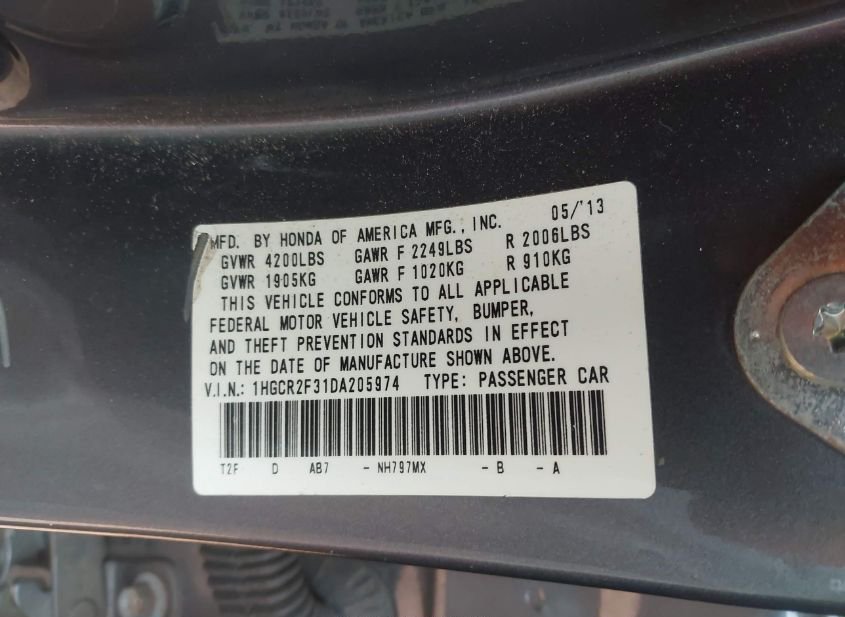 05/'13
MFD. BY HONDA OF AMERICA MFG., INC.
GVWR 4200LBS GAWR F 2249LBS R 2006LBS
GVWR 1905KG GAWR F 1020KG R 910KG
THIS VEHICLE CONFORMS TO ALL APPLICABLE
FEDERAL MOTOR VEHICLE SAFETY, BUMPER,
AND THEFT PREVENTION STANDARDS IN EFFECT
ON THE DATE OF MANUFACTURE SHOWN ABOVE.
V.I.N.: 1HGCR2F31DA205974 TYPE: PASSENGER CAR
T2F D AB7 - NH797MX - B - A